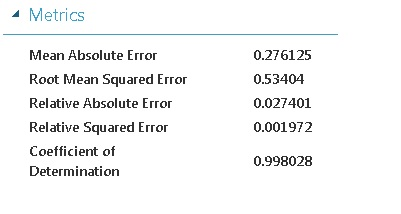 Metrics
Mean Absolute Error 0.276125
Root Mean Squared Error 0.53404
Relative Absolute Error 0.027401
Relative Squared Error 0.001972
Coefficient of
Determination 0.998028